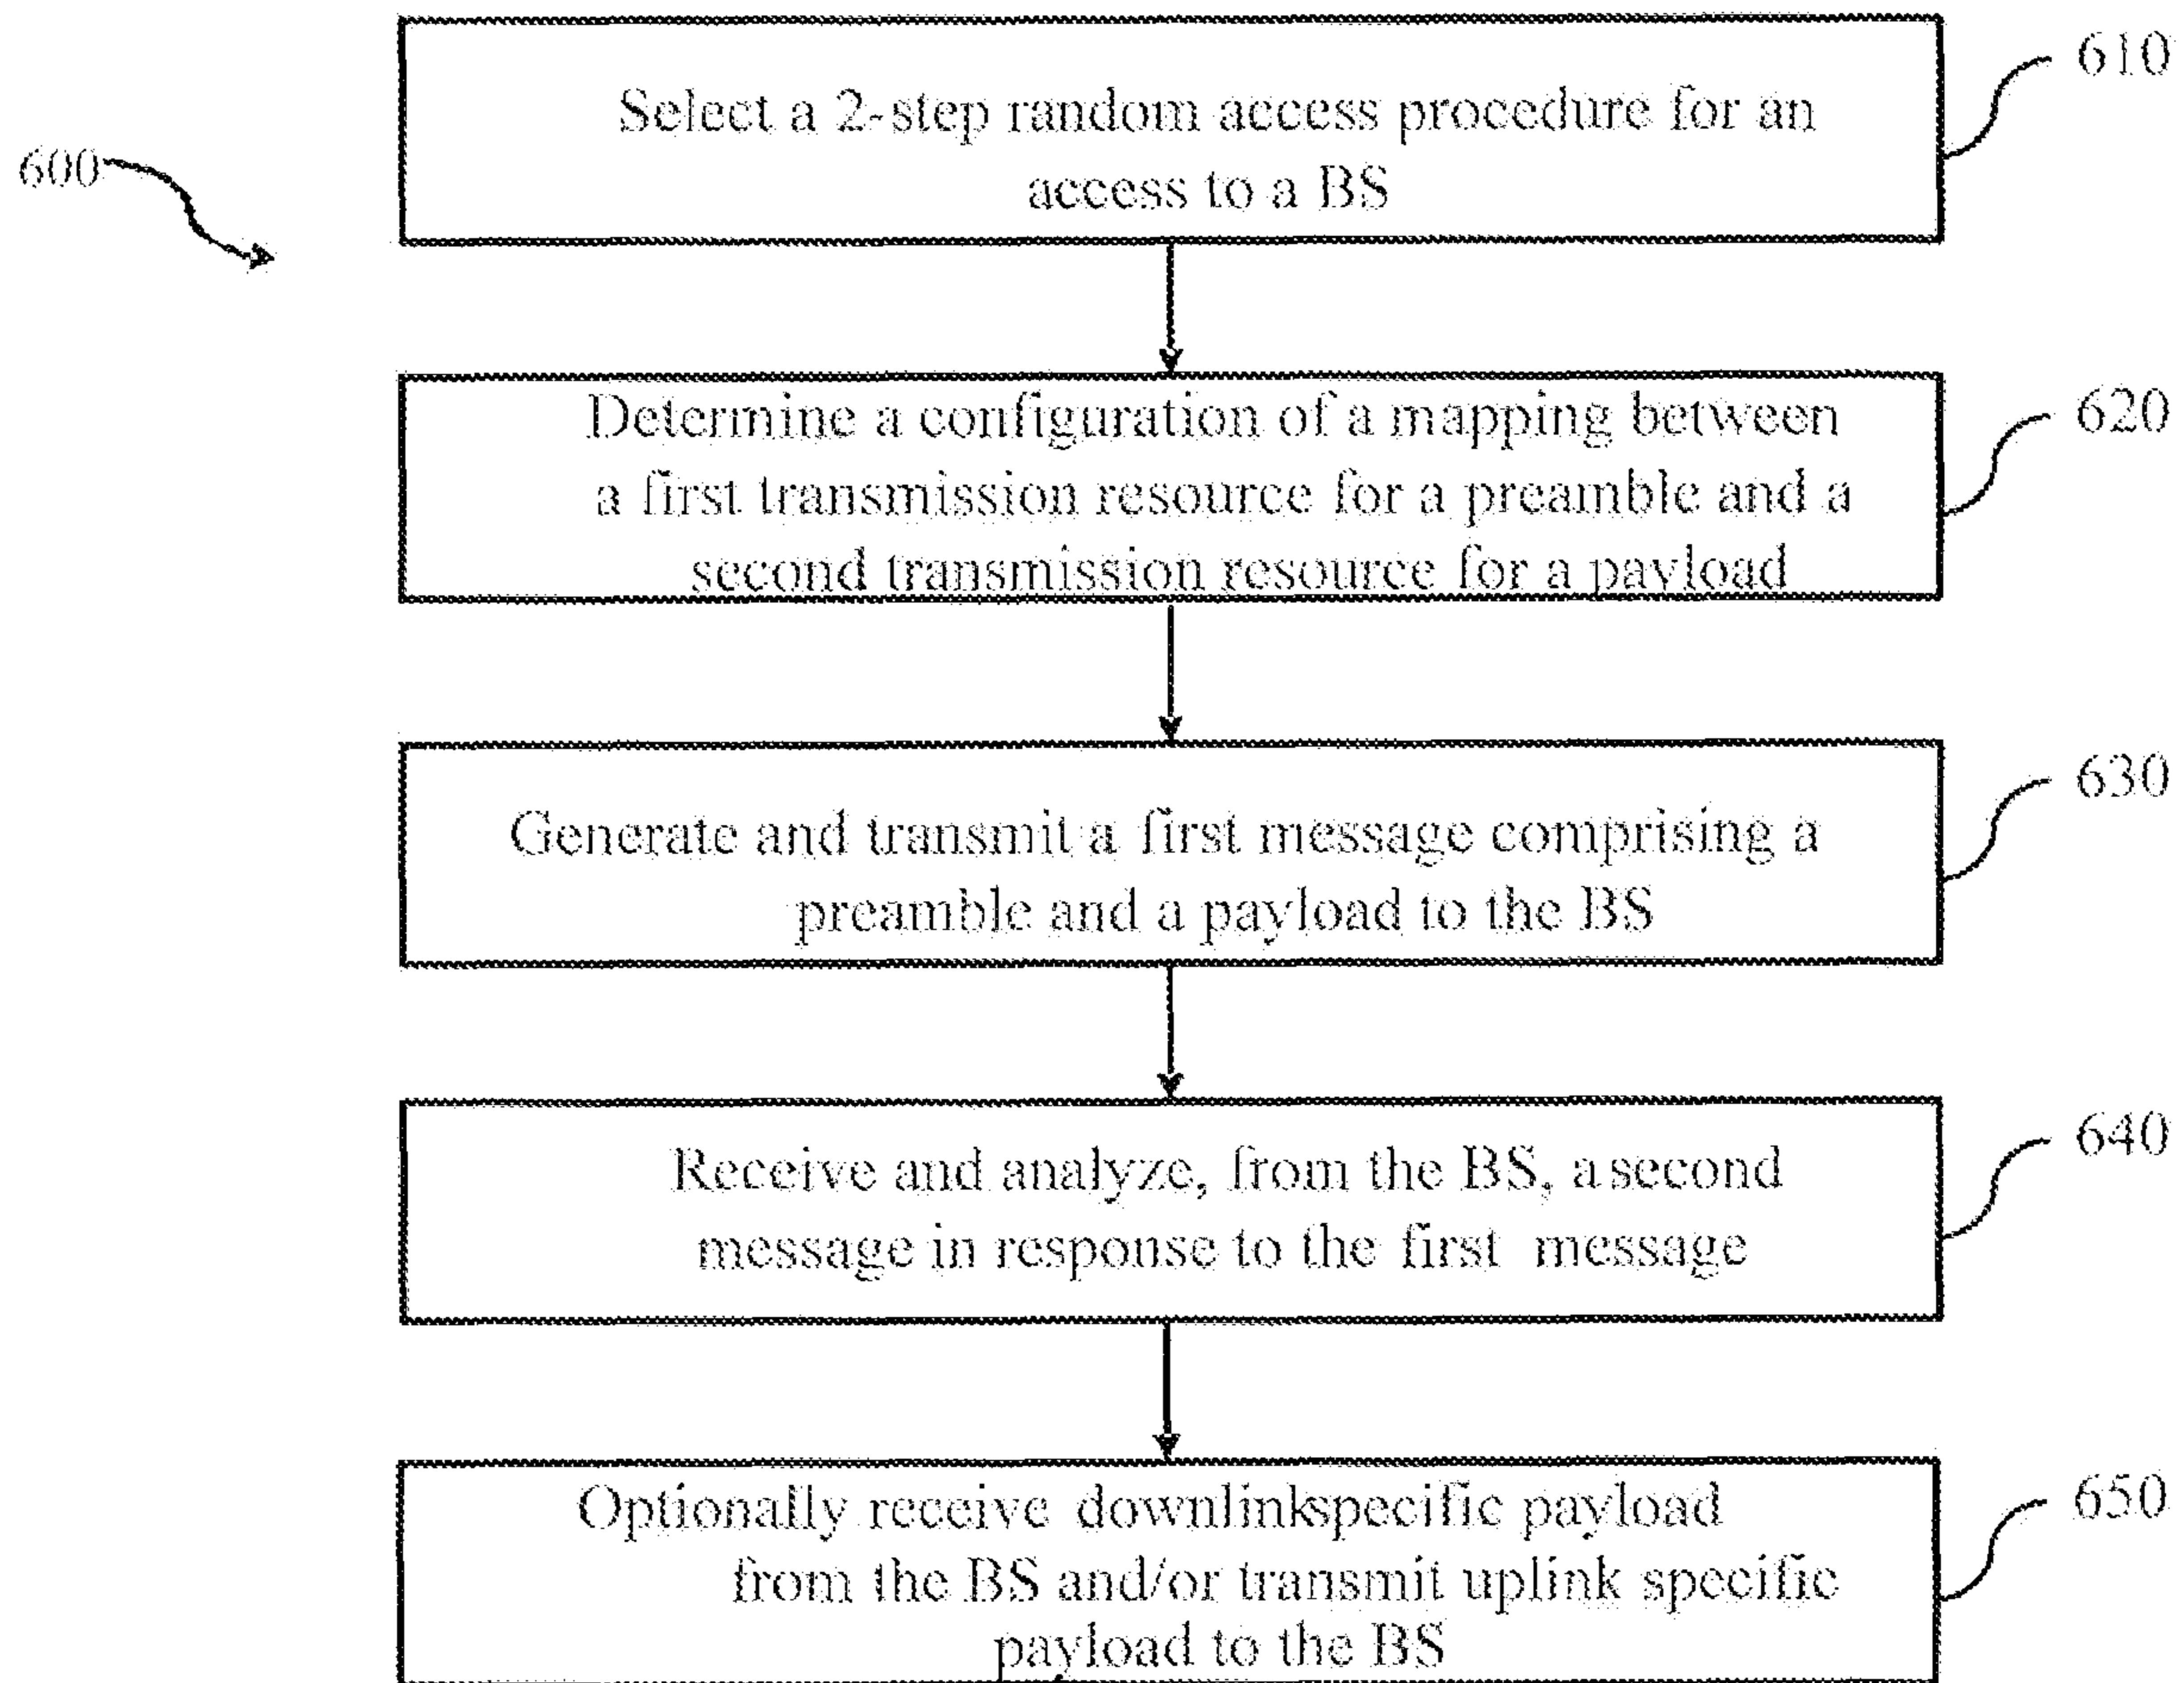 600
Select a 2-step random access procedure for an
access to a BS
610
Determine a configuration of a mapping between
a first transmission resource for a preamble and a
second transmission resource for a payload
620
Generate and transmit a first message comprising a
preamble and a payload to the BS
630
Receive and analyze, from the BS, a second
message in response to the first message
640
Optionally receive downlinkspecific payload
from the BS and/or transmit uplink specific
payload to the BS
650